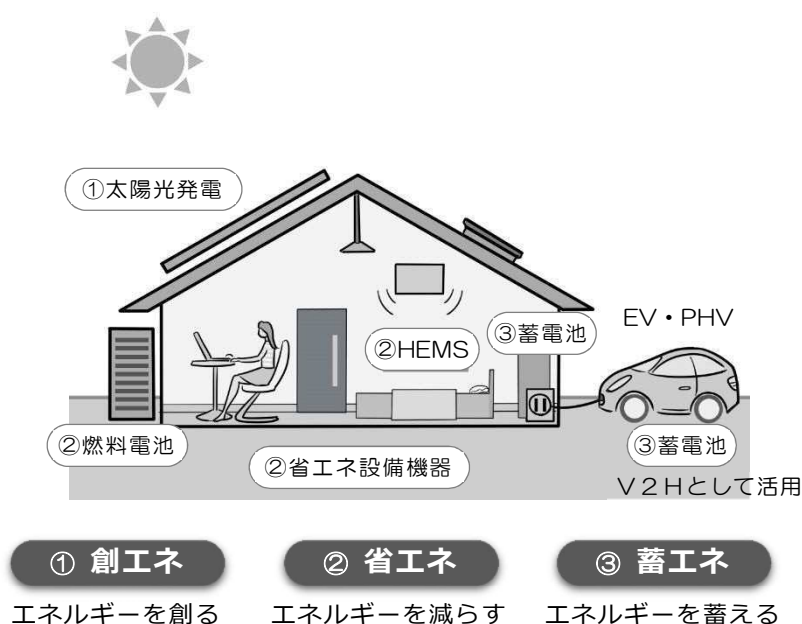 ①太陽光発電
EV・PHV
③蓄電池
②HEMS
②燃料電池
②省エネ設備機器
③蓄電池
V2Hとして活用
① 創エネ
② 省エネ
③ 蓄エネ
エネルギーを創る
エネルギーを減らす
エネルギーを蓄える